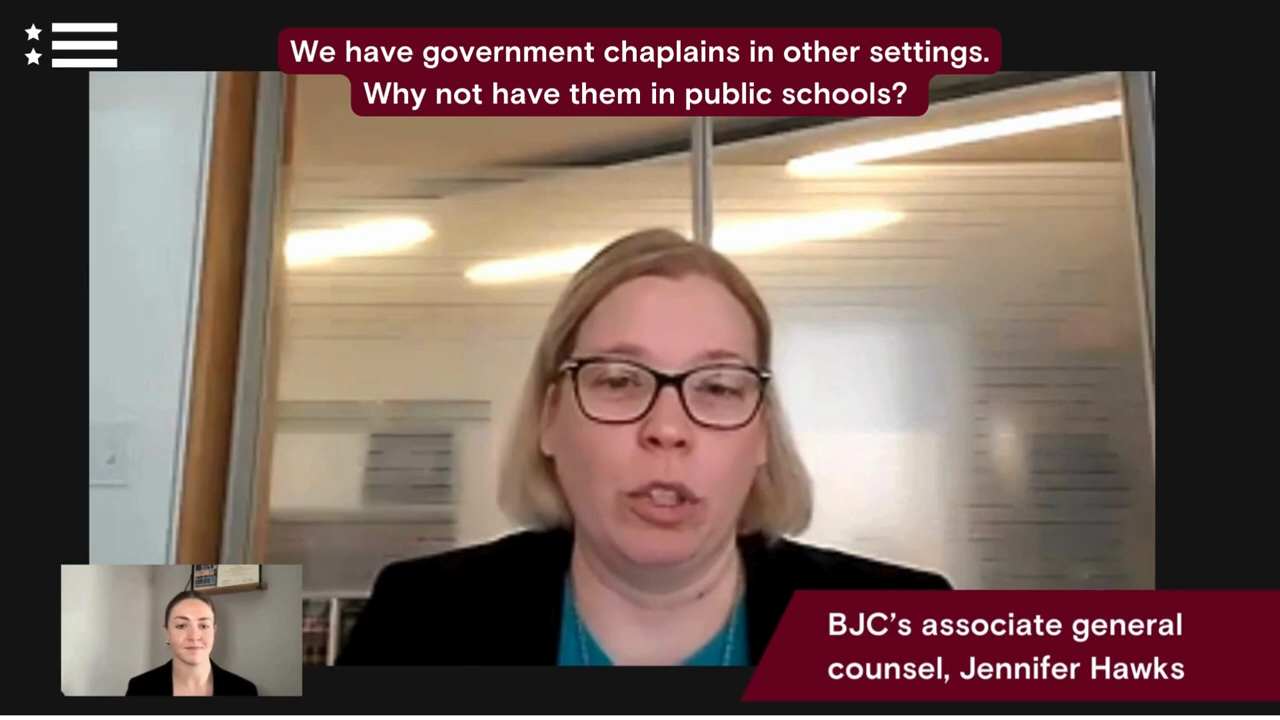 We have government chaplains in other settings.
Why not have them in public schools?
BJC’s associate general
counsel, Jennifer Hawks